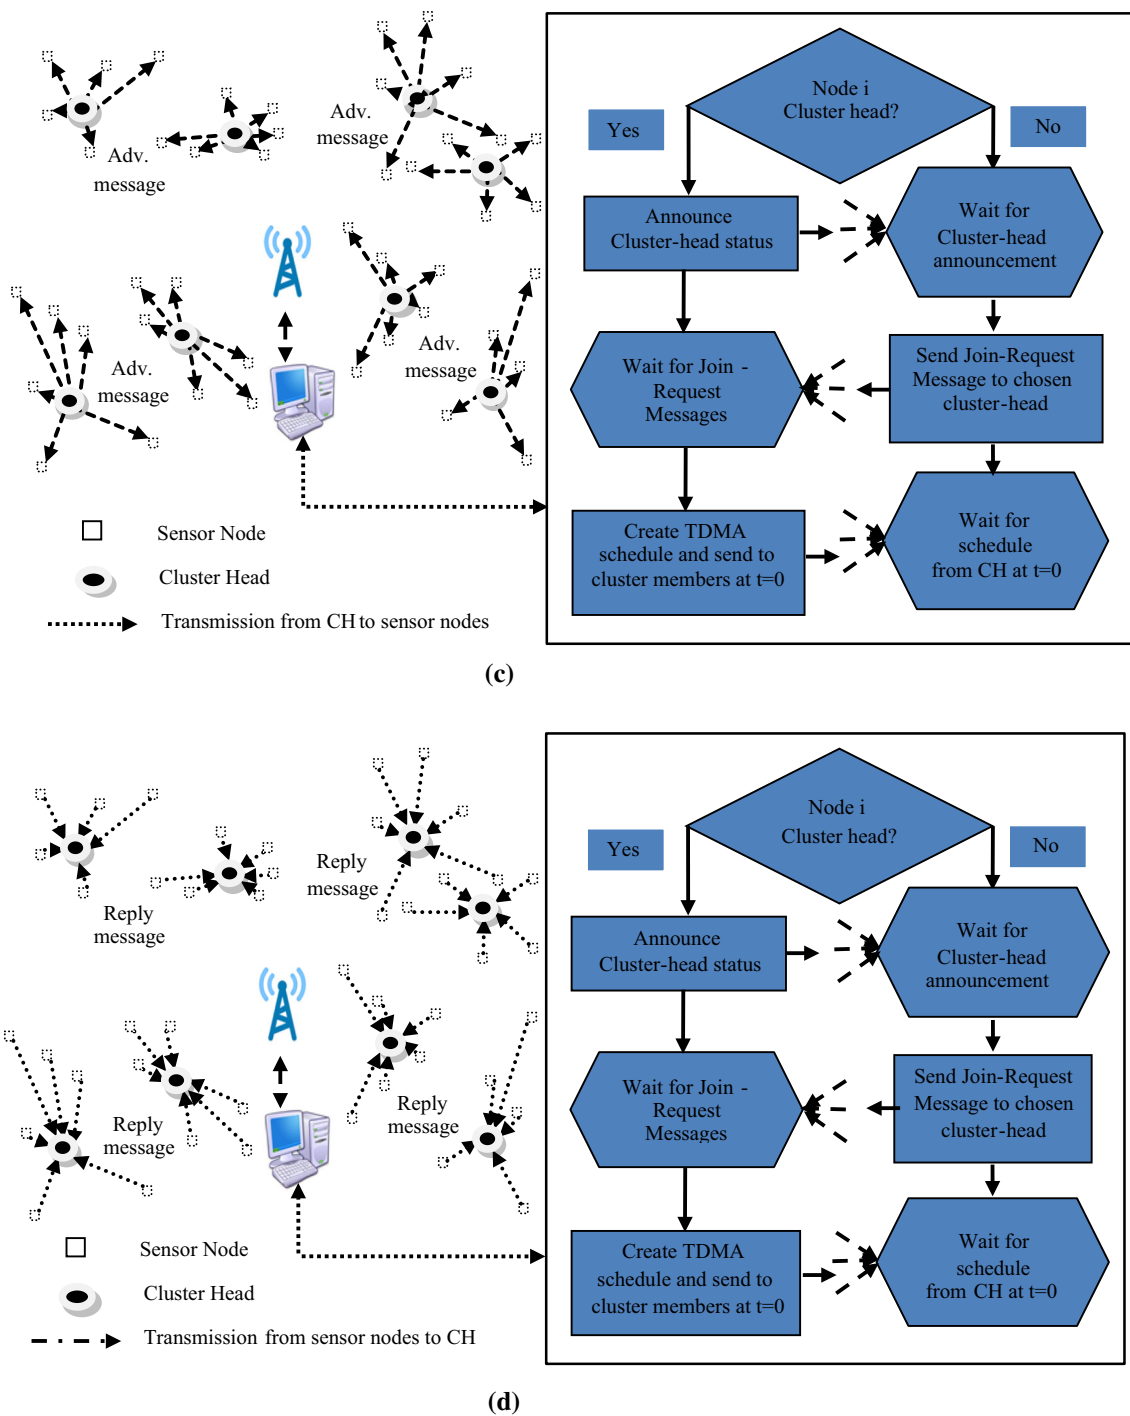 Adv.
message
Adv.
message
Adv.
message
Adv.
message
Sensor Node
Cluster Head
Transmission from CH to sensor nodes
Node i
Cluster head?
Yes
No
Announce
Cluster-head status
Wait for
Cluster-head
announcement
Wait for Join -
Request
Messages
Send Join-Request
Message to chosen
cluster-head
Create TDMA
schedule and send to
cluster members at t=0
Wait for
schedule
from CH at t=0
(c)
Reply
message
Reply
message
Reply
message
Reply
message
Sensor Node
Cluster Head
Transmission from sensor nodes to CH
Node i
Cluster head?
Yes
No
Announce
Cluster-head status
Wait for
Cluster-head
announcement
Wait for Join -
Request
Messages
Send Join-Request
Message to chosen
cluster-head
Create TDMA
schedule and send to
cluster members at t=0
Wait for
schedule
from CH at t=0
(d)